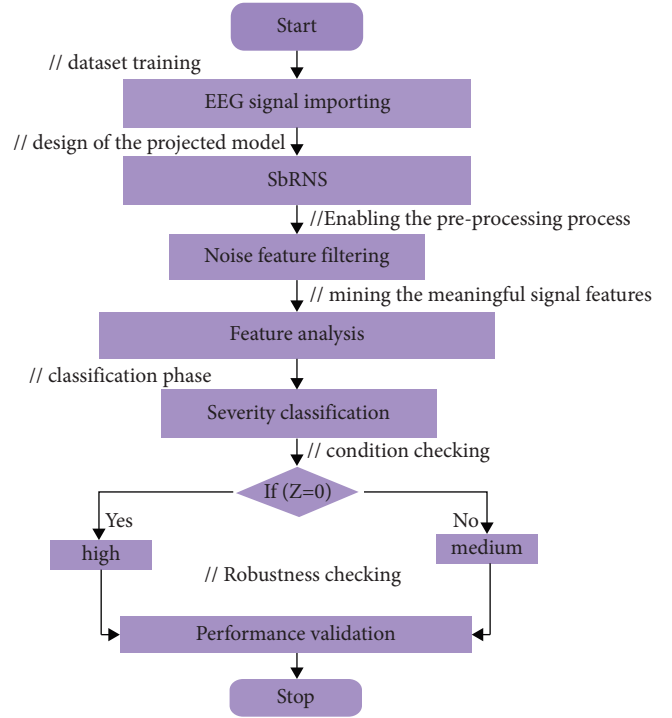 Start
// dataset training
EEG signal importing
// design of the projected model
SbRNS
//Enabling the pre-processing process
Noise feature filtering
// mining the meaningful signal features
Feature analysis
// classification phase
Severity classification
// condition checking
If (Z=0)
Yes
No
high
medium
// Robustness checking
Performance validation
Stop